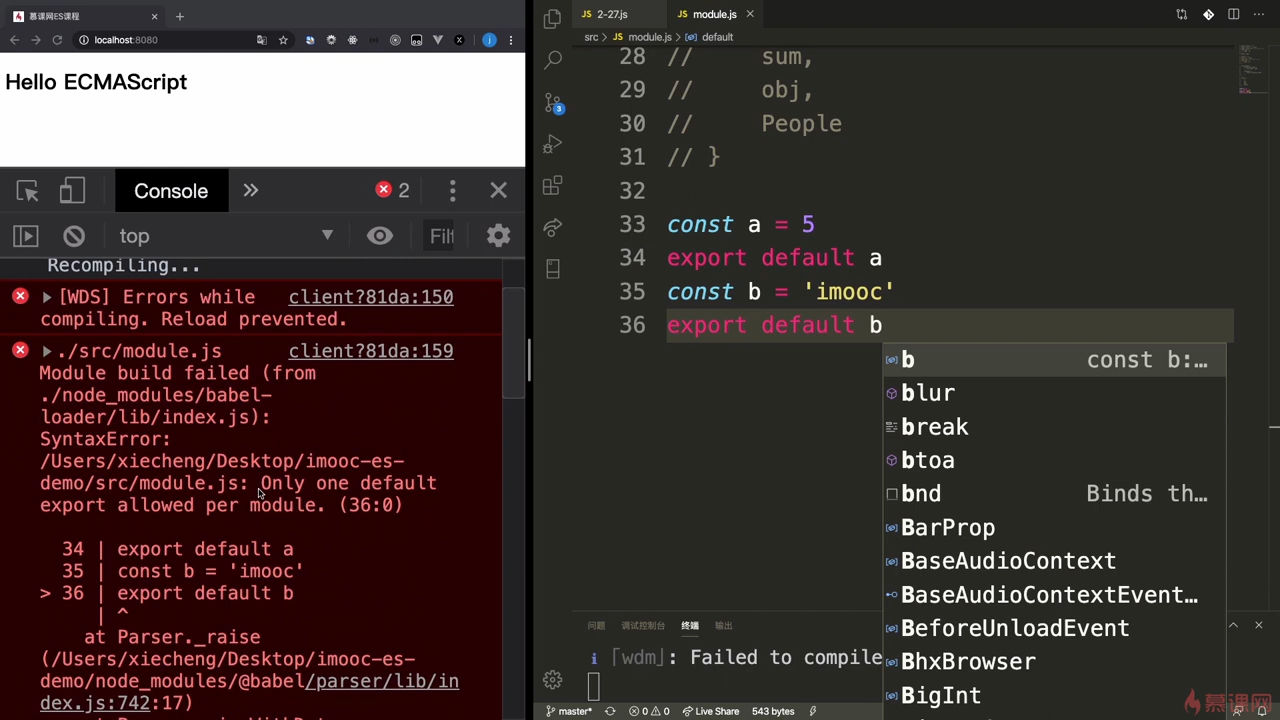 慕课网ES课程
localhost:8080
Hello ECMAScript
Console
2
top
Filt
Recompiling...
[WDS] Errors while client?81da:150
compiling. Reload prevented.
./src/module.js client?81da:159
Module build failed (from
./node_modules/babel-
loader/lib/index.js):
SyntaxError:
/Users/xiecheng/Desktop/imooc-es-
demo/src/module.js: Only one default
export allowed per module. (36:0)
34 | export default a
35 | const b = 'imooc'
> 36 | export default b
| ^
at Parser._raise
(/Users/xiecheng/Desktop/imooc-es-
demo/node_modules/@babel/parser/lib/in
dex.js:742:17)
JS 2-27.js
JS module.js
src > JS module.js > default
28 // sum,
29 // obj,
30 // People
31 // }
32
33 const a = 5
34 export default a
35 const b = 'imooc'
36 export default b
b const b:…
blur
break
btoa
bnd Binds th…
BarProp
BaseAudioContext
BaseAudioContextEvent…
BeforeUnloadEvent
BhxBrowser
BigInt
3
问题 调试控制台 终端 输出
i ｢wdm｣: Failed to compile
master* 0 0 Live Share 543 bytes
慕课网